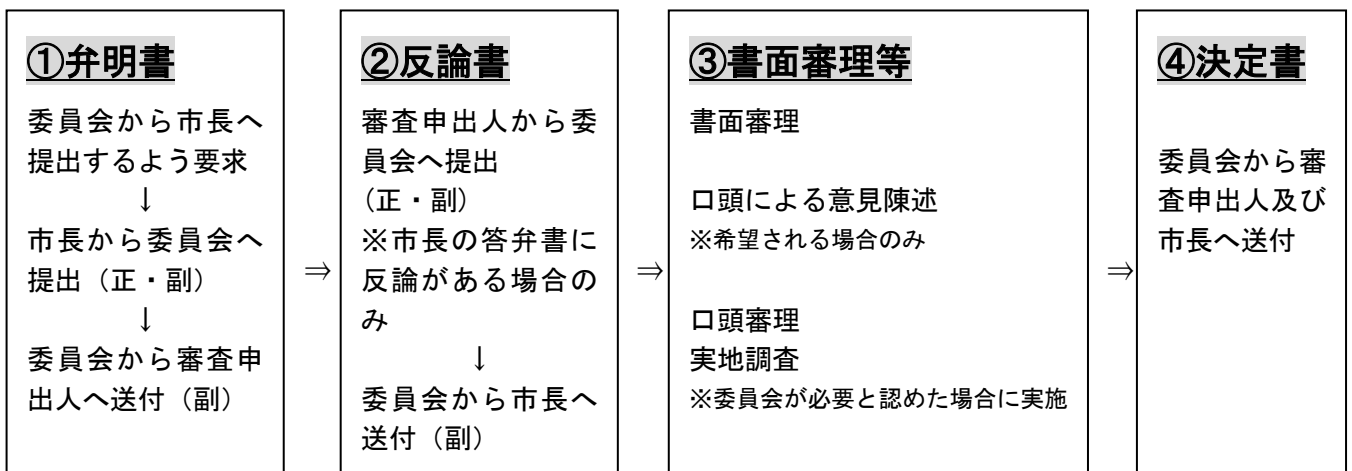 ①弁明書
委員会から市長へ
提出するよう要求
↓
市長から委員会へ
提出（正・副）
↓
委員会から審査申
出人へ送付（副）
⇒
②反論書
審査申出人から委
員会へ提出
（正・副）
※市長の答弁書に
反論がある場合の
み
↓
委員会から市長へ
送付（副）
⇒
③書面審理等
書面審理
口頭による意見陳述
※希望される場合のみ
口頭審理
実地調査
※委員会が必要と認めた場合に実施
⇒
④決定書
委員会から審
査申出人及び
市長へ送付